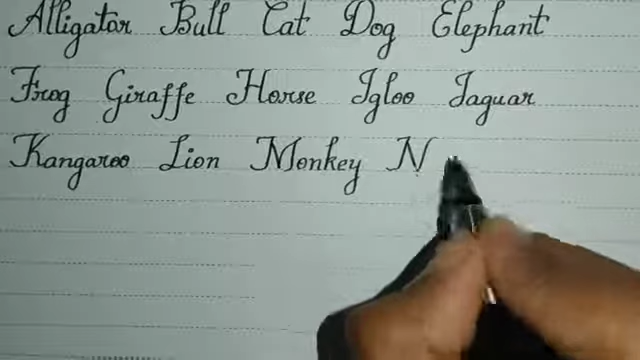 Alligator Bull Cat Dog Elephant
Frog Giraffe Horse Igloo Jaguar
Kangaroo Lion Monkey N